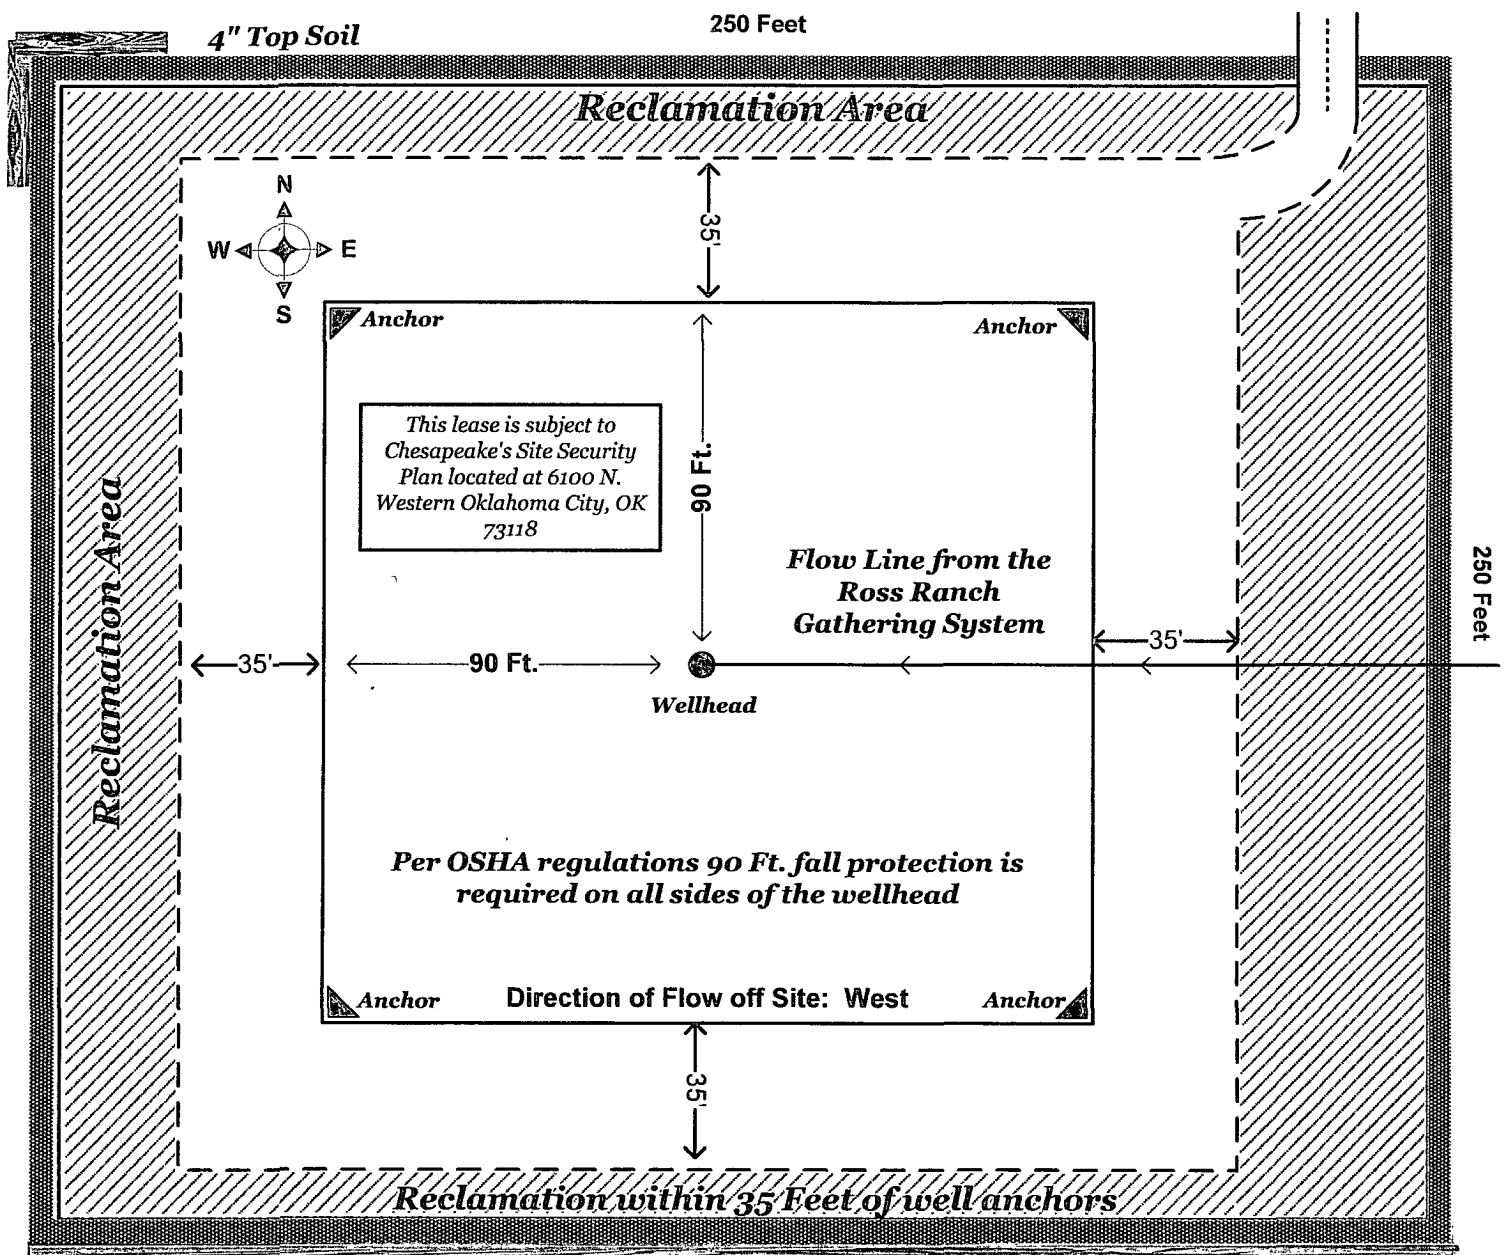 250 Feet
4" Top Soil
Reclamation Area
N
W
E
S
35'
Anchor
Anchor
This lease is subject to
Chesapeake's Site Security
Plan located at 6100 N.
Western Oklahoma City, OK
73118
90 Ft.
Flow Line from the
Ross Ranch
Gathering System
250 Feet
Reclamation Area
35'
90 Ft.
35'
Wellhead
Per OSHA regulations 90 Ft. fall protection is
required on all sides of the wellhead
Anchor
Direction of Flow off Site: West
Anchor
35'
Reclamation within 35 Feet of well anchors